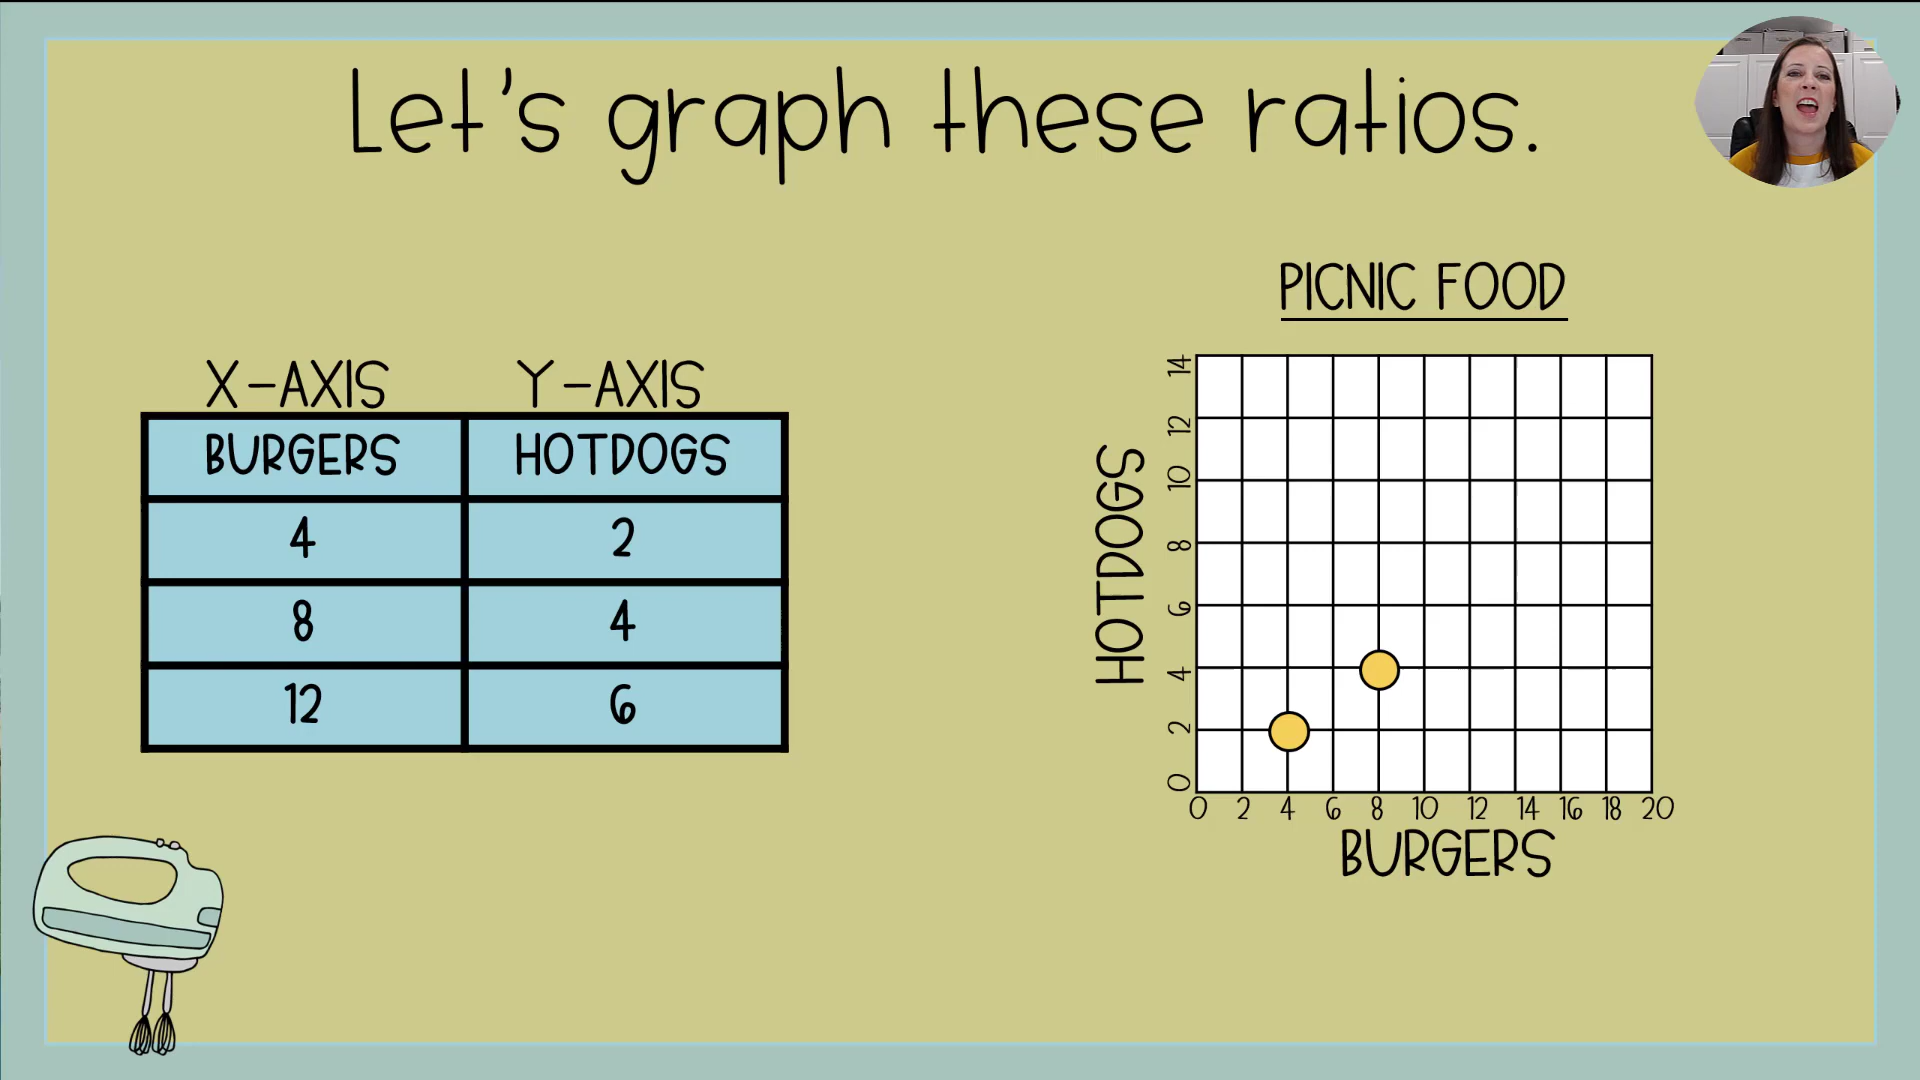 Let's graph these ratios.
PICNIC FOOD
X-AXIS Y-AXIS
BURGERS HOTDOGS
4 2
8 4
12 6
HOTDOGS
14
12
10
8
6
4
2
0
0 2 4 6 8 10 12 14 16 18 20
BURGERS